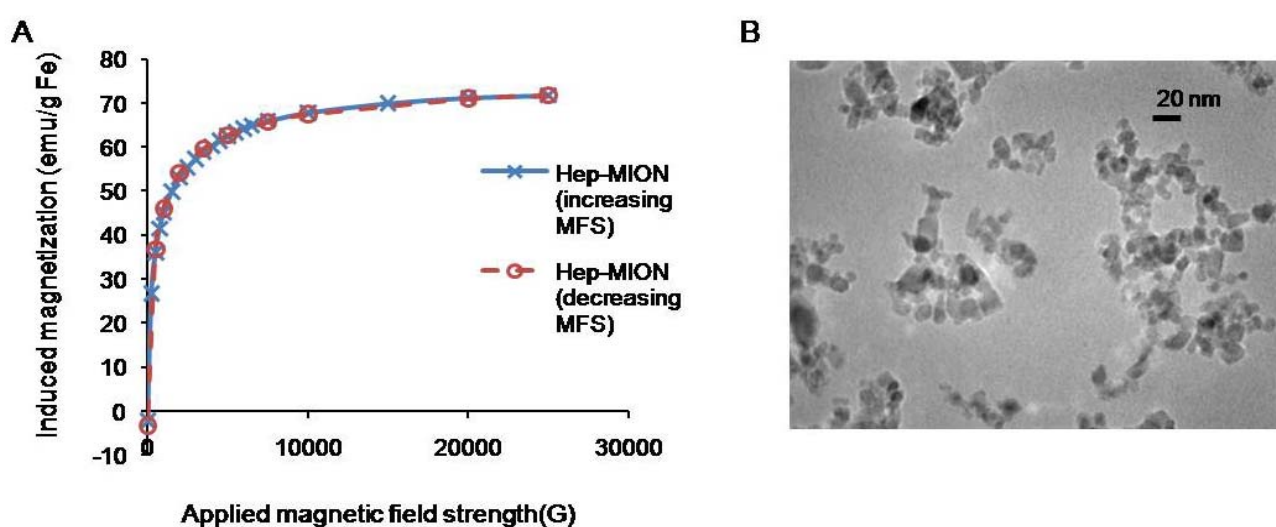 A
B
80
70
60
50
40
30
20
10
0
-10
0
10000
20000
30000
Induced magnetization (emu/g Fe)
Applied magnetic field strength(G)
Hep-MION
(increasing
MFS)
Hep-MION
(decreasing
MFS)
20 nm